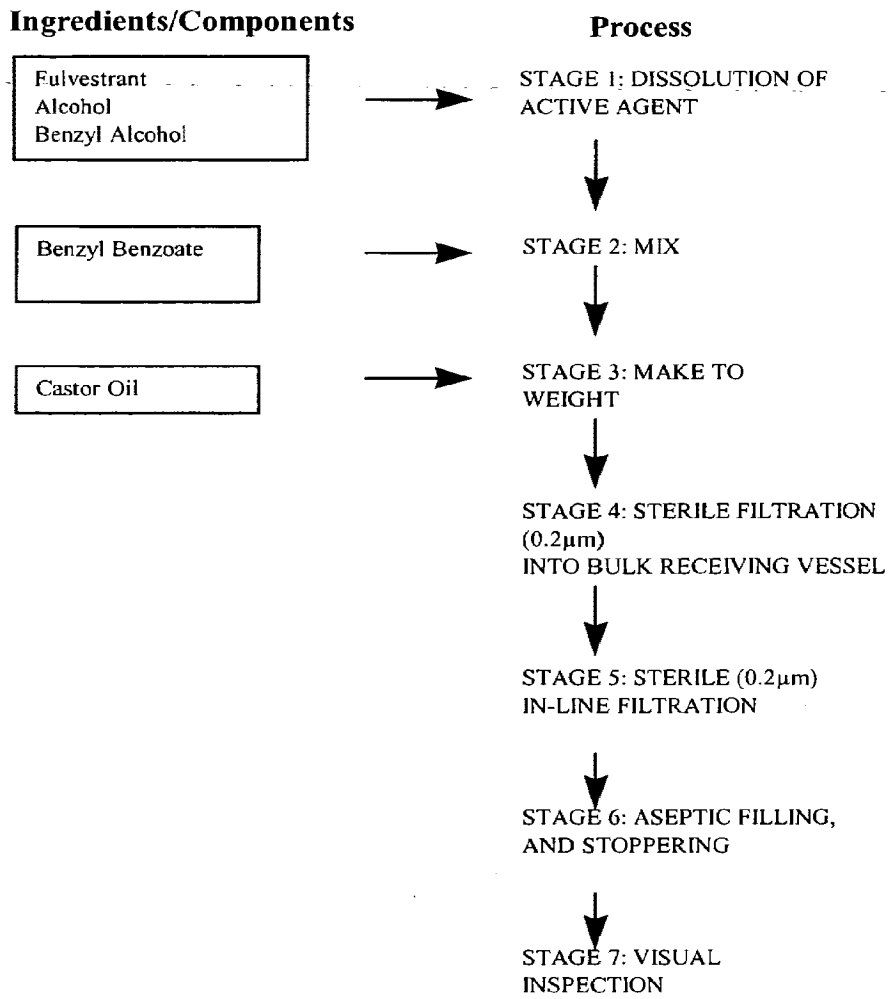 Ingredients/Components
Process
Fulvestrant
Alcohol
Benzyl Alcohol
STAGE 1: DISSOLUTION OF
ACTIVE AGENT
Benzyl Benzoate
STAGE 2: MIX
Castor Oil
STAGE 3: MAKE TO
WEIGHT
STAGE 4: STERILE FILTRATION
(0.2μm)
INTO BULK RECEIVING VESSEL
STAGE 5: STERILE (0.2μm)
IN-LINE FILTRATION
STAGE 6: ASEPTIC FILLING,
AND STOPPERING
STAGE 7: VISUAL
INSPECTION